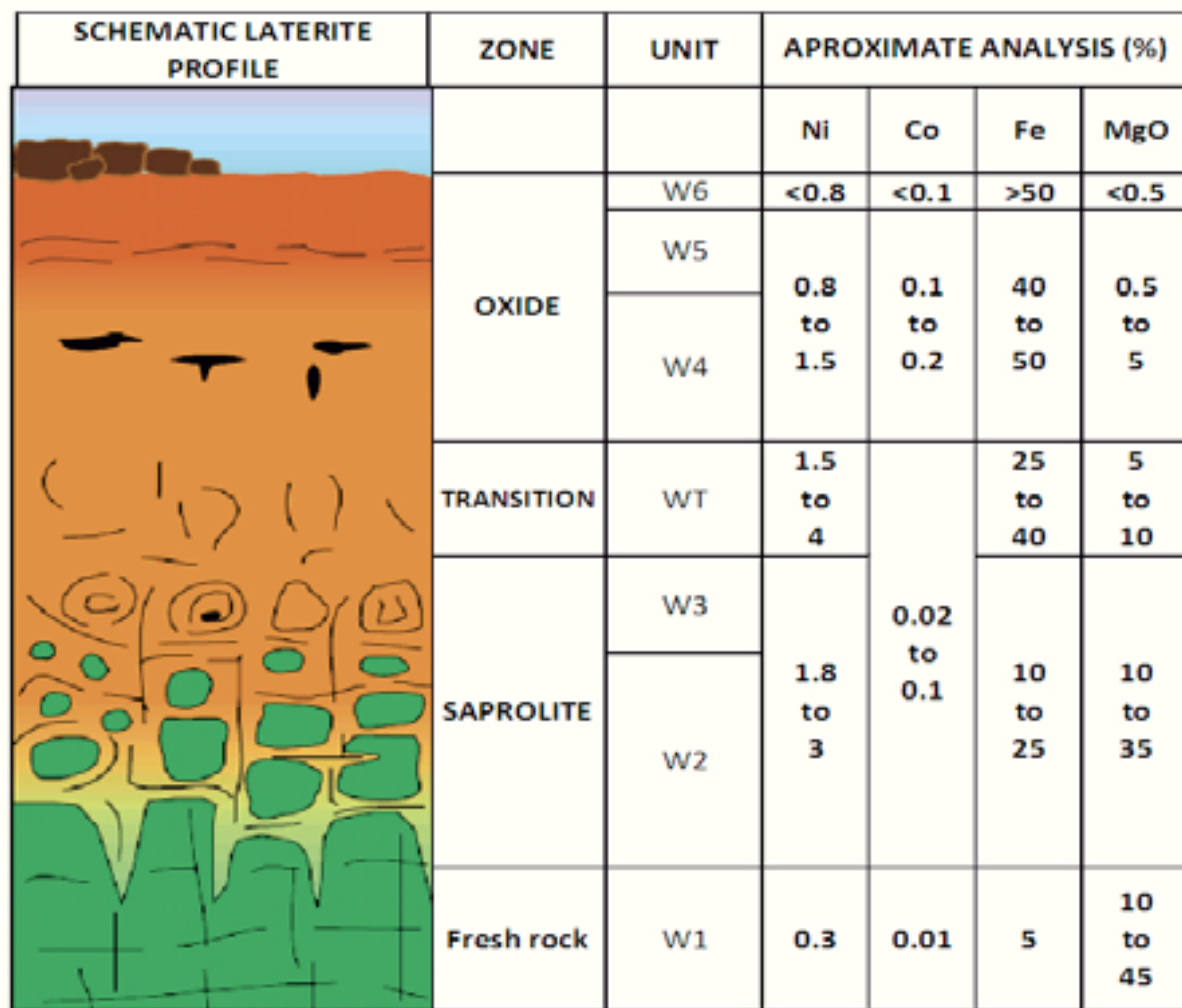 SCHEMATIC LATERITE
PROFILE
ZONE
UNIT
APROXIMATE ANALYSIS (%)
Ni
Co
Fe
MgO
OXIDE
W6
<0.8
<0.1
>50
<0.5
W5
W4
0.8
to
1.5
0.1
to
0.2
40
to
50
0.5
to
5
TRANSITION
WT
1.5
to
4
25
to
40
5
to
10
0.02
to
0.1
SAPROLITE
W3
W2
1.8
to
3
10
to
25
10
to
35
Fresh rock
W1
0.3
0.01
5
10
to
45